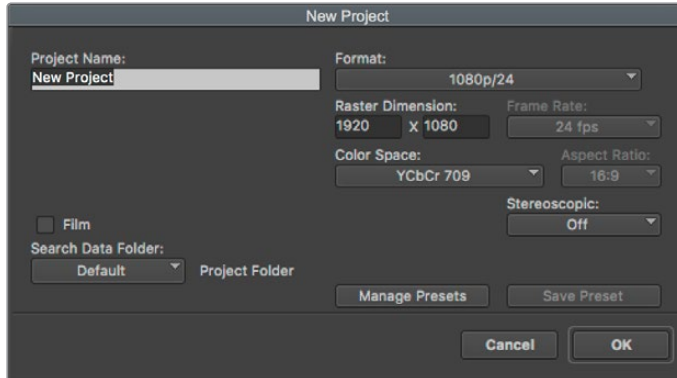 New Project
Project Name:
New Project
Format:
1080p/24
Raster Dimension:
Frame Rate:
1920 X 1080
24 fps
Color Space:
Aspect Ratio:
YCbCr 709
16:9
Stereoscopic:
Off
Film
Search Data Folder:
Default
Project Folder
Manage Presets
Save Preset
Cancel
OK